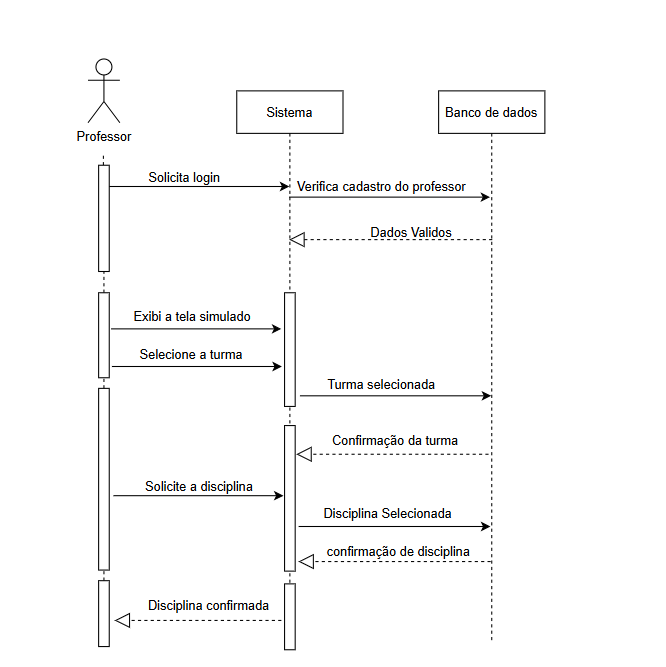 Professor
Sistema
Banco de dados
Solicita login
Verifica cadastro do professor
Dados Validos
Exibi a tela simulado
Selecione a turma
Turma selecionada
Confirmação da turma
Solicite a disciplina
Disciplina Selecionada
confirmação de disciplina
Disciplina confirmada